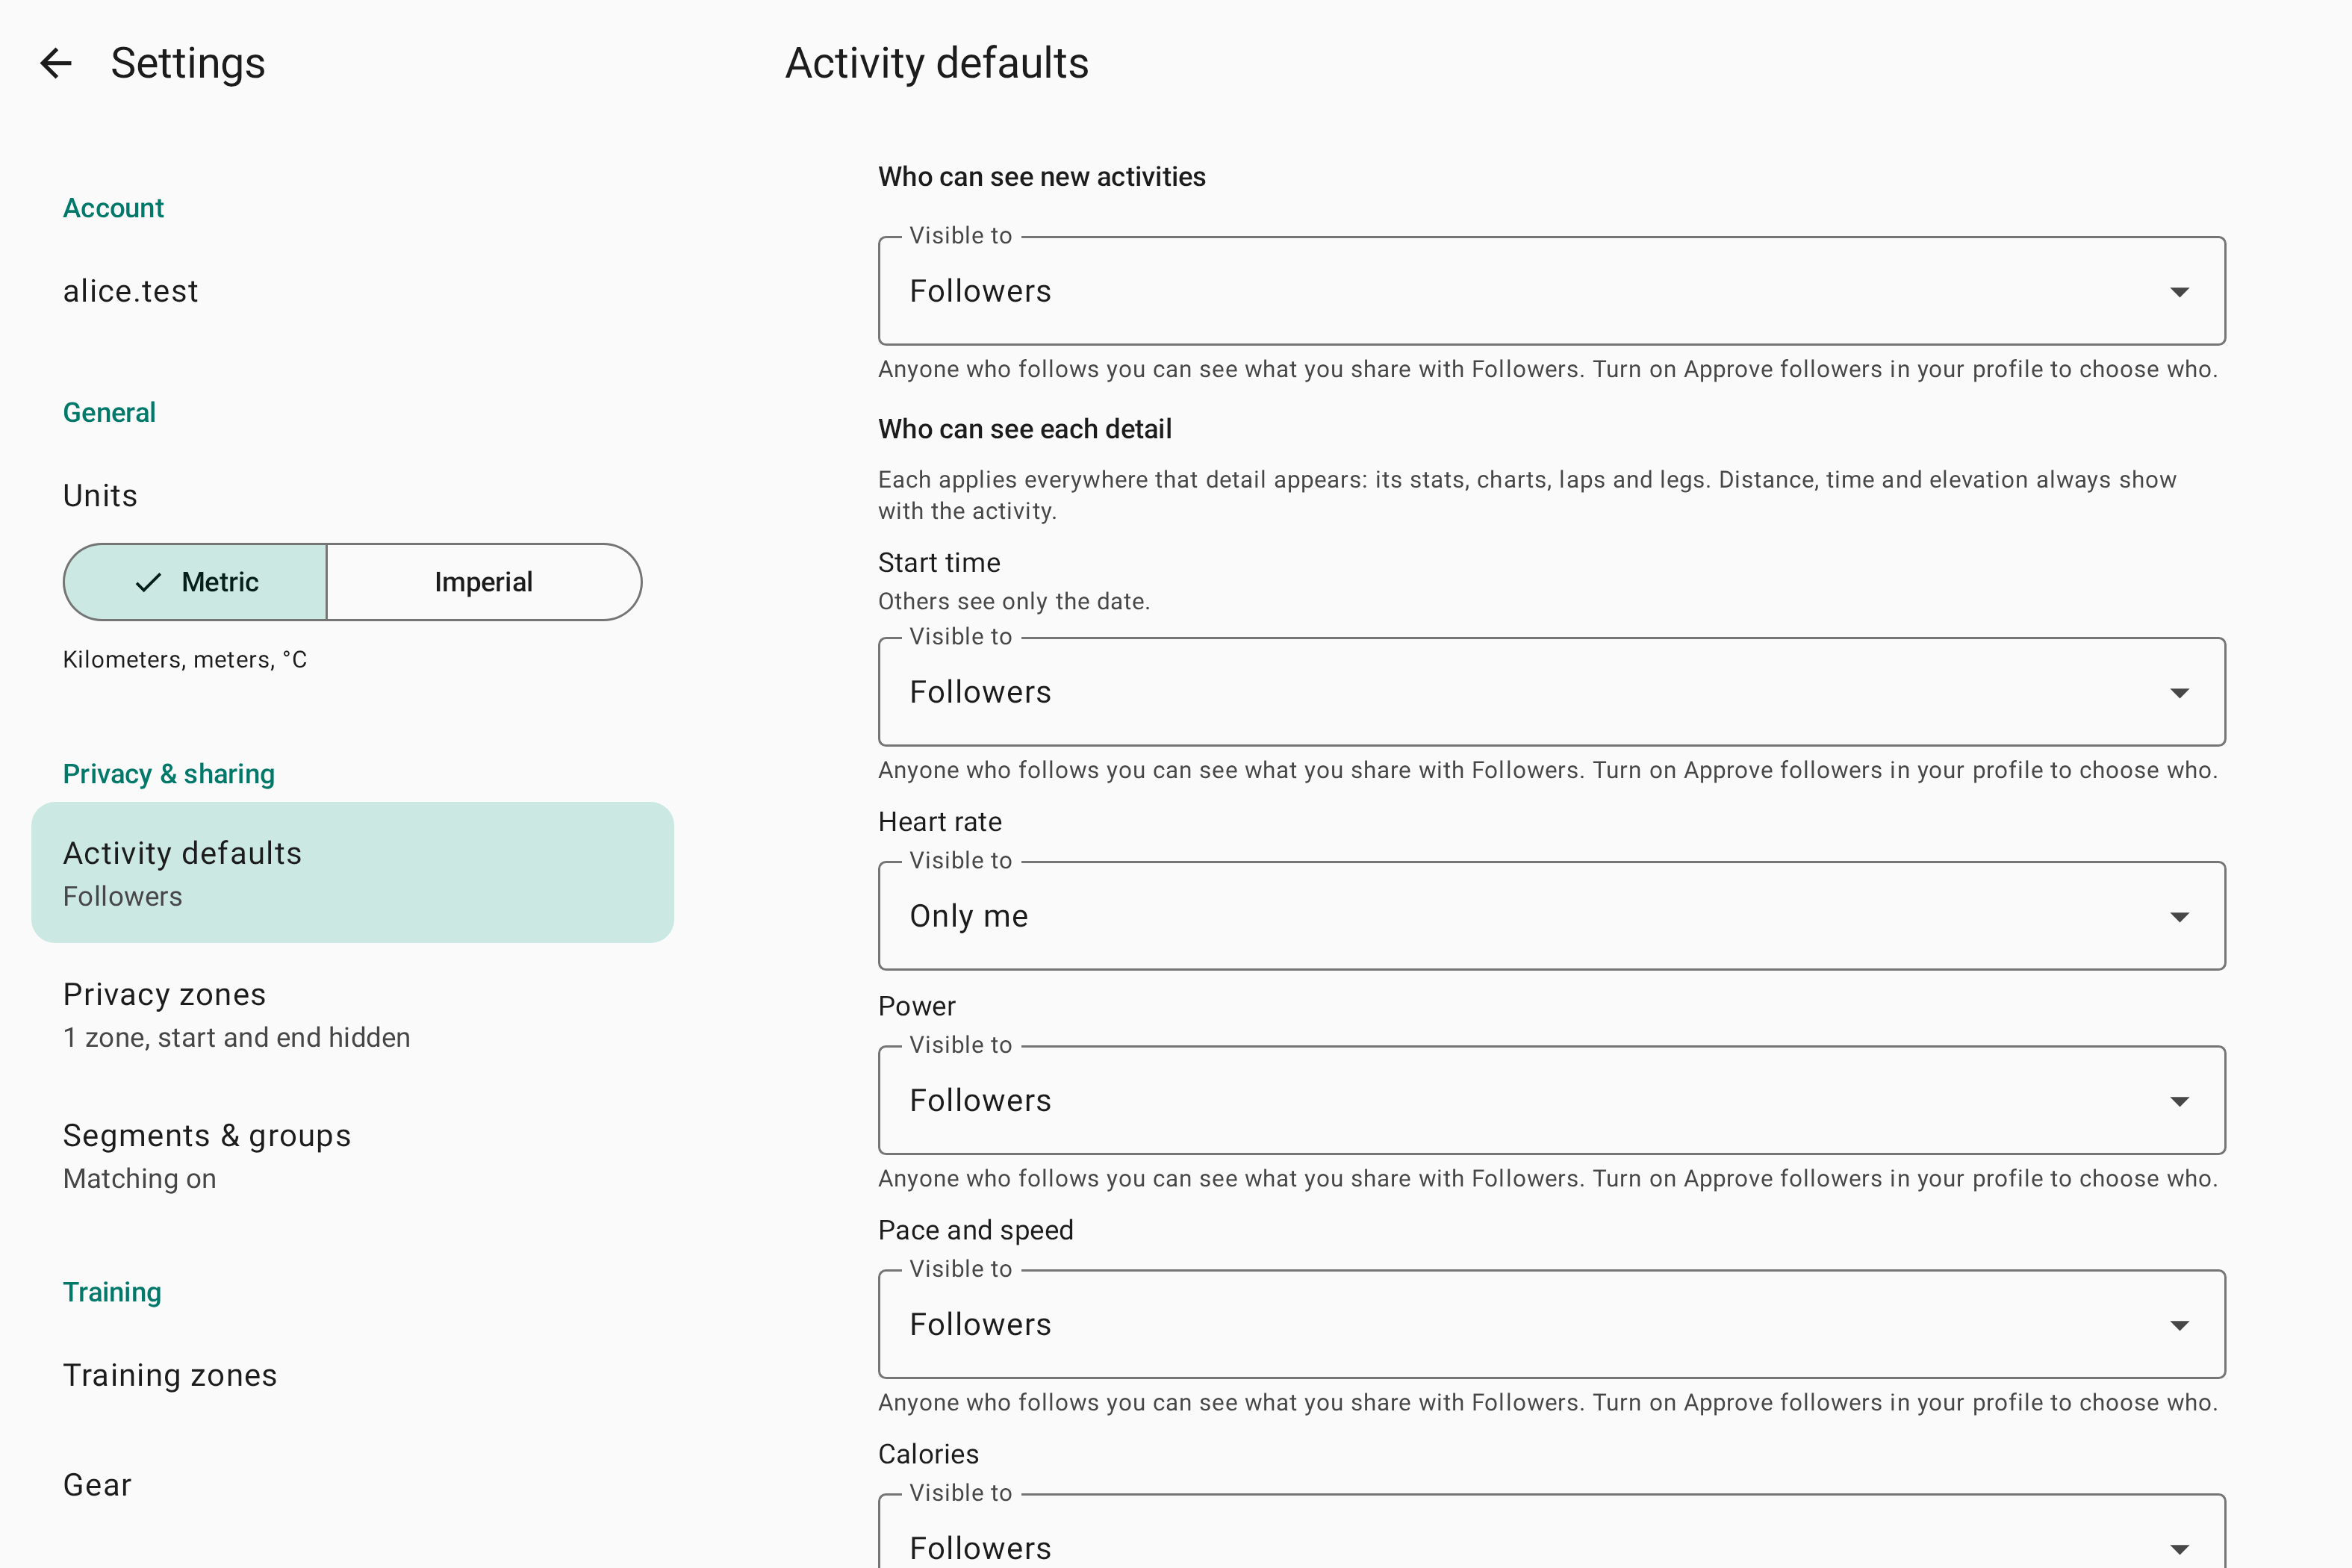 Settings
Account
alice.test
General
Units
Metric
Imperial
Kilometers, meters, °C
Privacy & sharing
Activity defaults
Followers
Privacy zones
1 zone, start and end hidden
Segments & groups
Matching on
Training
Training zones
Gear
Activity defaults
Who can see new activities
Visible to
Followers
Anyone who follows you can see what you share with Followers. Turn on Approve followers in your profile to choose who.
Who can see each detail
Each applies everywhere that detail appears: its stats, charts, laps and legs. Distance, time and elevation always show
with the activity.
Start time
Others see only the date.
Visible to
Followers
Anyone who follows you can see what you share with Followers. Turn on Approve followers in your profile to choose who.
Heart rate
Visible to
Only me
Power
Visible to
Followers
Anyone who follows you can see what you share with Followers. Turn on Approve followers in your profile to choose who.
Pace and speed
Visible to
Followers
Anyone who follows you can see what you share with Followers. Turn on Approve followers in your profile to choose who.
Calories
Visible to
Followers